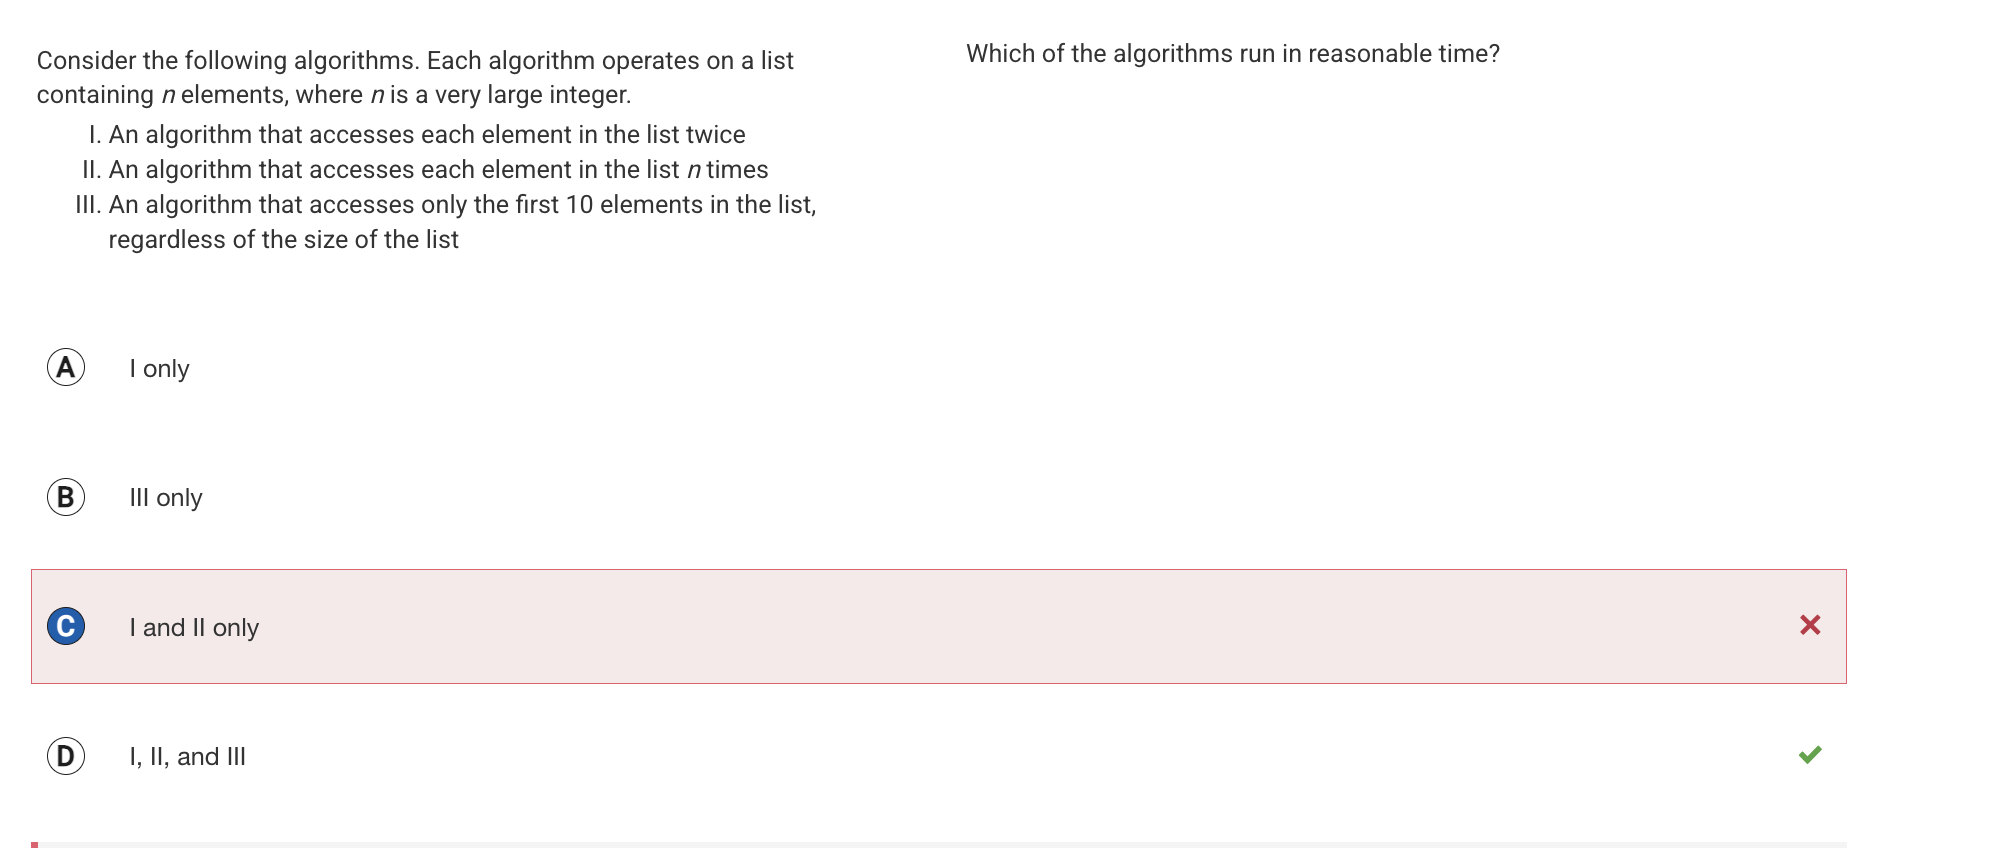 Consider the following algorithms. Each algorithm operates on a list
containing n elements, where n is a very large integer.
I. An algorithm that accesses each element in the list twice
II. An algorithm that accesses each element in the list n times
III. An algorithm that accesses only the first 10 elements in the list,
regardless of the size of the list
Which of the algorithms run in reasonable time?
A I only
B III only
C I and II only
D I, II, and III